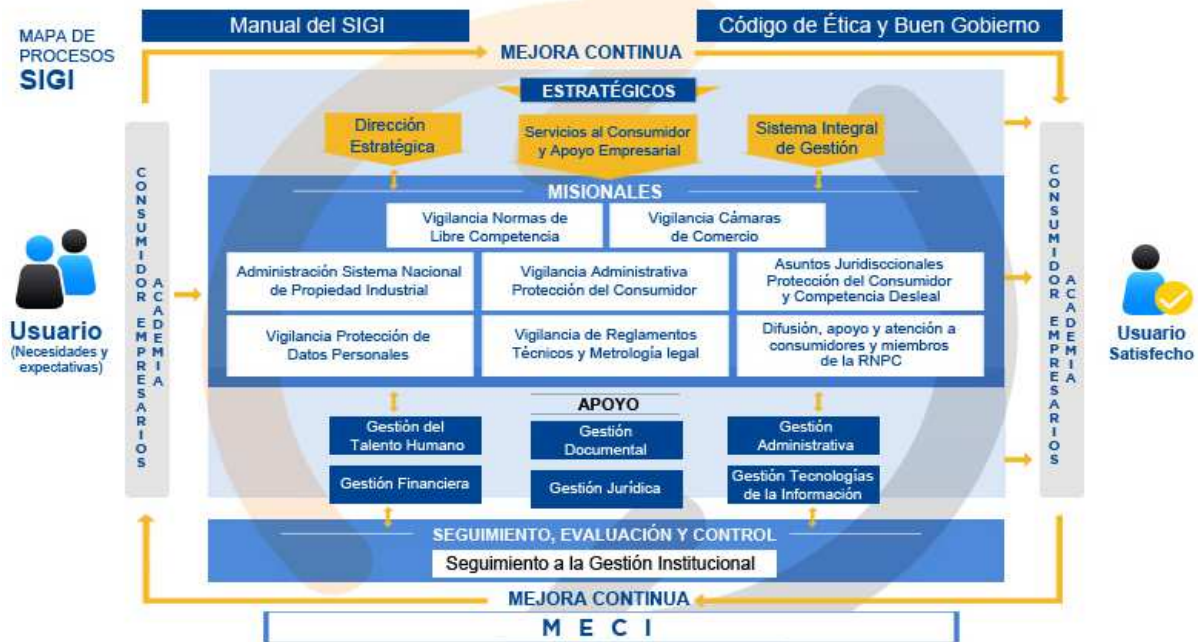 Manual del SIGI
Código de Ética y Buen Gobierno
MAPA DE
PROCESOS
SIGI
MEJORA CONTINUA
ESTRATÉGICOS
Dirección
Estratégica
Servicios al Consumidor
y Apoyo Empresarial
Sistema Integral
de Gestión
CONSUMIDOR EMPRESARIOS
ACADEMIA
Usuario
(Necesidades y
expectativas)
MISIONALES
Vigilancia Normas de
Libre Competencia
Vigilancia Cámaras
de Comercio
Administración Sistema Nacional
de Propiedad Industrial
Vigilancia Administrativa
Protección del Consumidor
Asuntos Juridisccionales
Protección del Consumidor
y Competencia Desleal
Vigilancia Protección de
Datos Personales
Vigilancia de Reglamentos
Técnicos y Metrología legal
Difusión, apoyo y atención a
consumidores y miembros
de la RNPC
CONSUMIDOR EMPRESARIOS
ACADEMIA
Usuario
Satisfecho
APOYO
Gestión del
Talento Humano
Gestión
Documental
Gestión
Administrativa
Gestión Financiera
Gestión Jurídica
Gestión Tecnologías
de la Información
SEGUIMIENTO, EVALUACIÓN Y CONTROL
Seguimiento a la Gestión Institucional
MEJORA CONTINUA
MECI